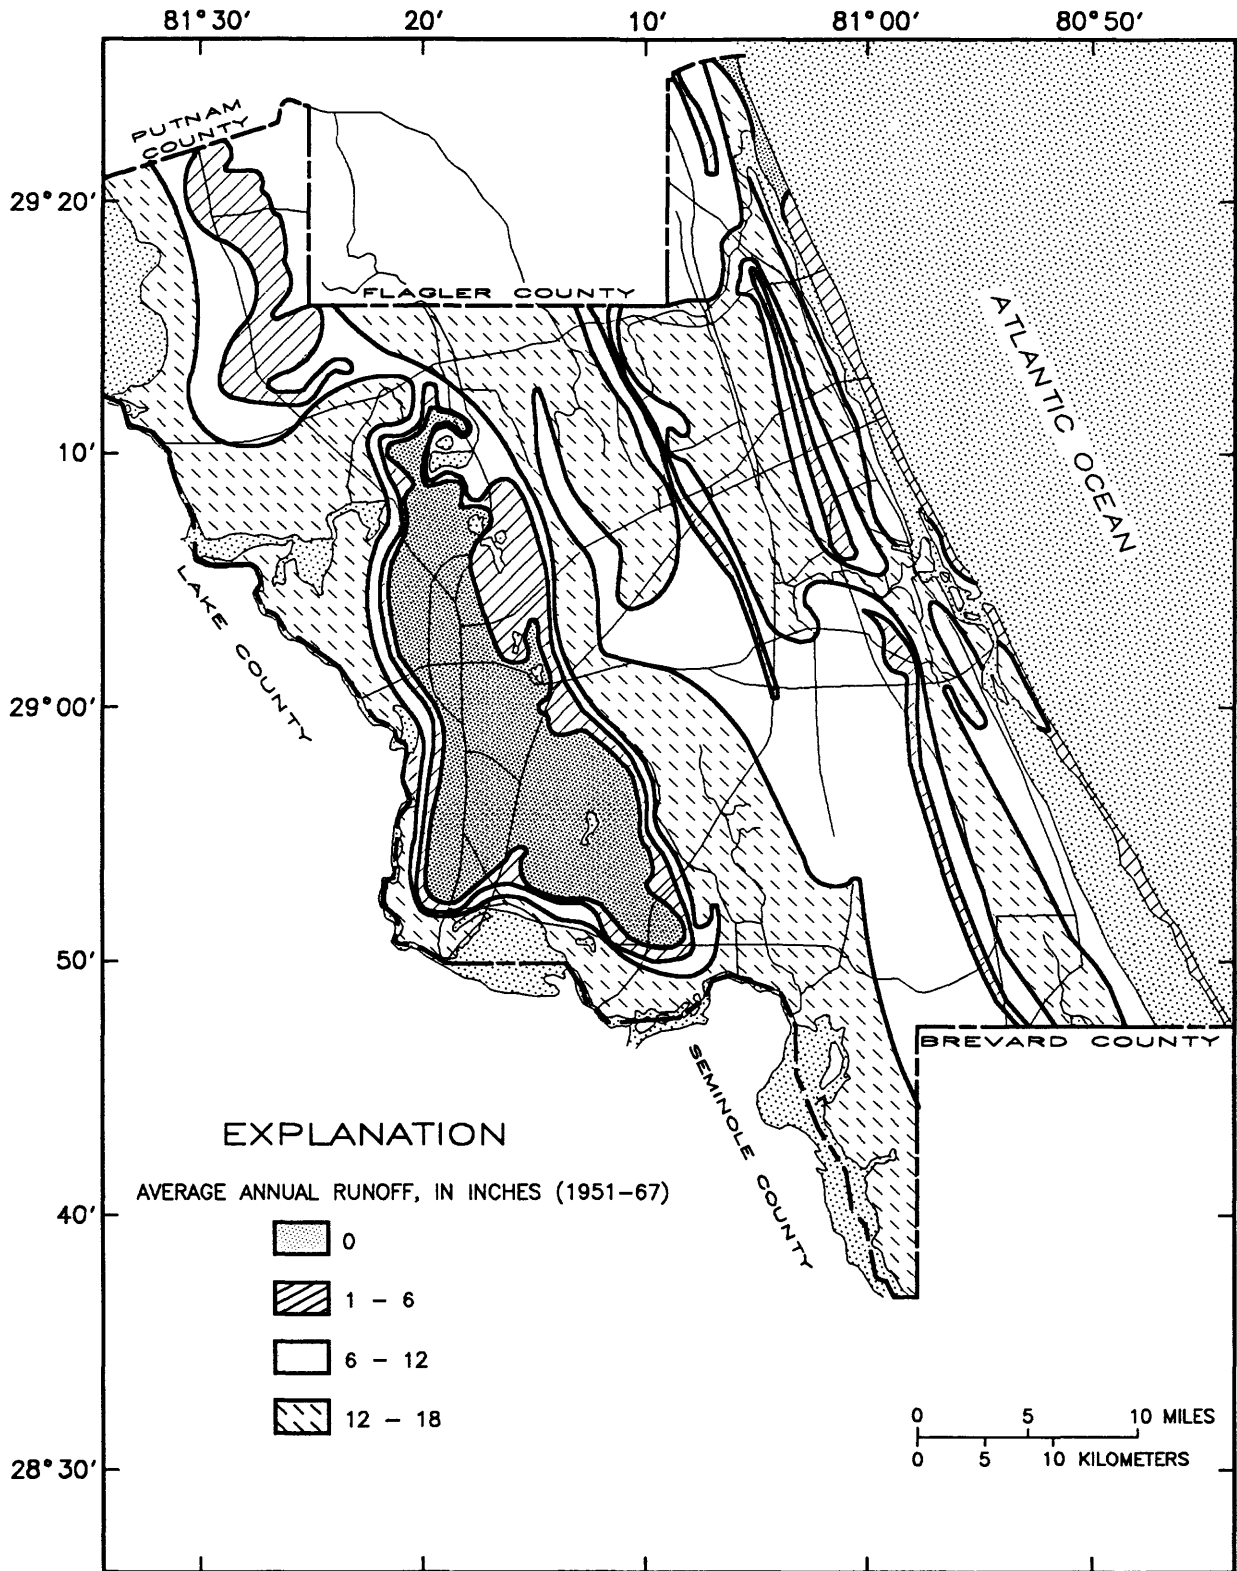 81°30′ 20′ 10′ 81°00′ 80°50′
PUTNAM
COUNTY
29°20′
FLAGLER COUNTY
ATLANTIC OCEAN
10′
LAKE COUNTY
29°00′
50′
BREVARD COUNTY
SEMINOLE COUNTY
EXPLANATION
AVERAGE ANNUAL RUNOFF, IN INCHES (1951–67)
40′
0
1 – 6
6 – 12
12 – 18
0 5 10 MILES
0 5 10 KILOMETERS
28°30′